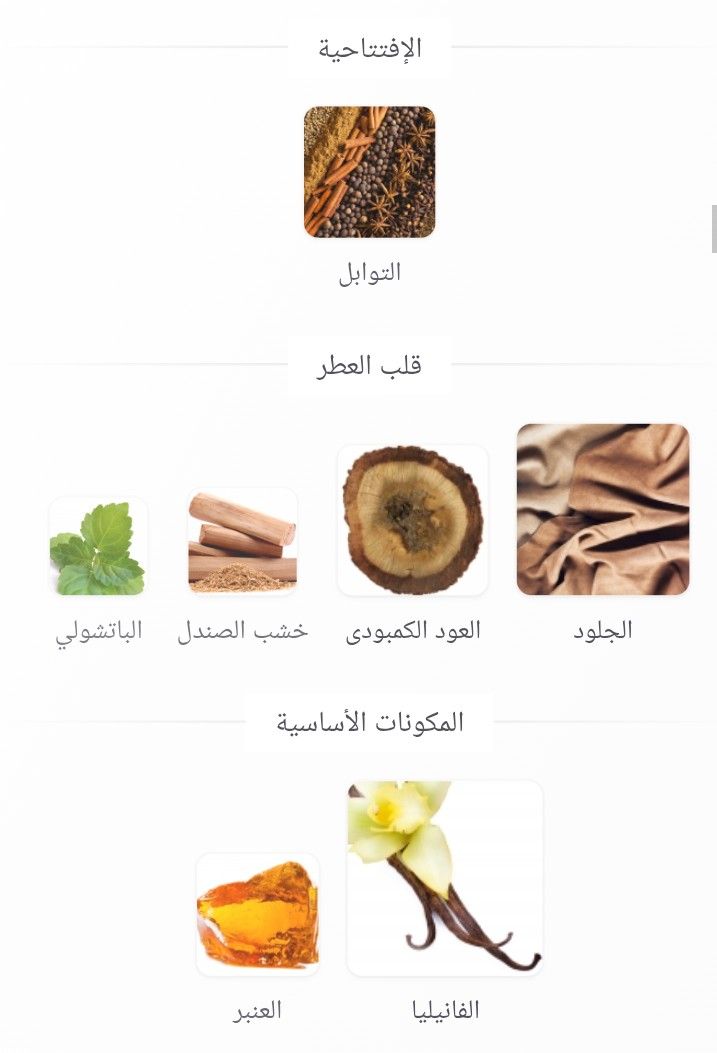 الإفتتاحية
التوابل
قلب العطر
الجلود
العود الكمبودى
خشب الصندل
الباتشولي
المكونات الأساسية
الفانيليا
العنبر